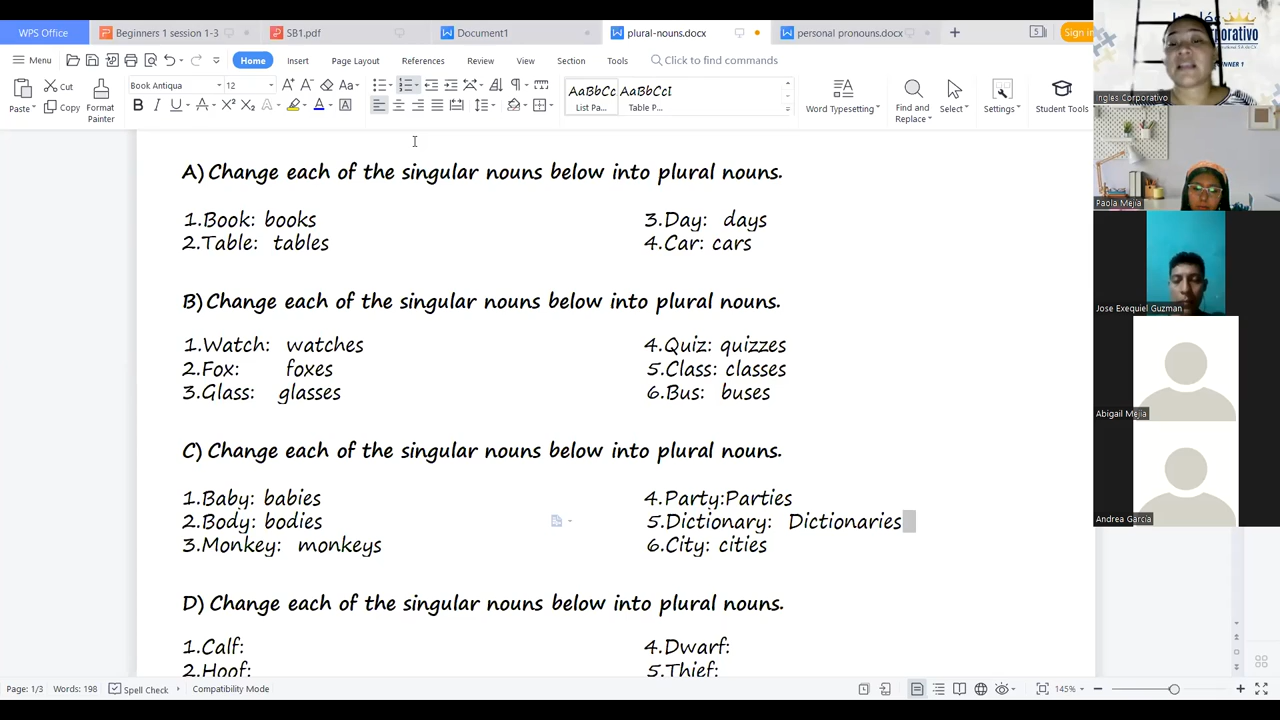 WPS Office
Beginners 1 session 1-3
SB1.pdf
Document1
plural-nouns.docx
personal pronouns.docx
5
Sign in
Menu
Home
Insert
Page Layout
References
Review
View
Section
Tools
Click to find commands
Paste
Cut
Copy
Format Painter
Book Antiqua
12
AaBbCc
List Pa...
AaBbCcI
Table P...
Word Typesetting
Find and Replace
Select
Settings
Student Tools
A) Change each of the singular nouns below into plural nouns.
1.Book: books
2.Table: tables
3.Day: days
4.Car: cars
B) Change each of the singular nouns below into plural nouns.
1.Watch: watches
2.Fox: foxes
3.Glass: glasses
4.Quiz: quizzes
5.Class: classes
6.Bus: buses
C) Change each of the singular nouns below into plural nouns.
1.Baby: babies
2.Body: bodies
3.Monkey: monkeys
4.Party:Parties
5.Dictionary: Dictionaries
6.City: cities
D) Change each of the singular nouns below into plural nouns.
1.Calf:
2.Hoof:
4.Dwarf:
5.Thief:
Page: 1/3
Words: 198
Spell Check
Compatibility Mode
145%
Ingles Corporativo
Paola Mejia
Jose Exequiel Guzman
Abigail Mejia
Andrea Garcia